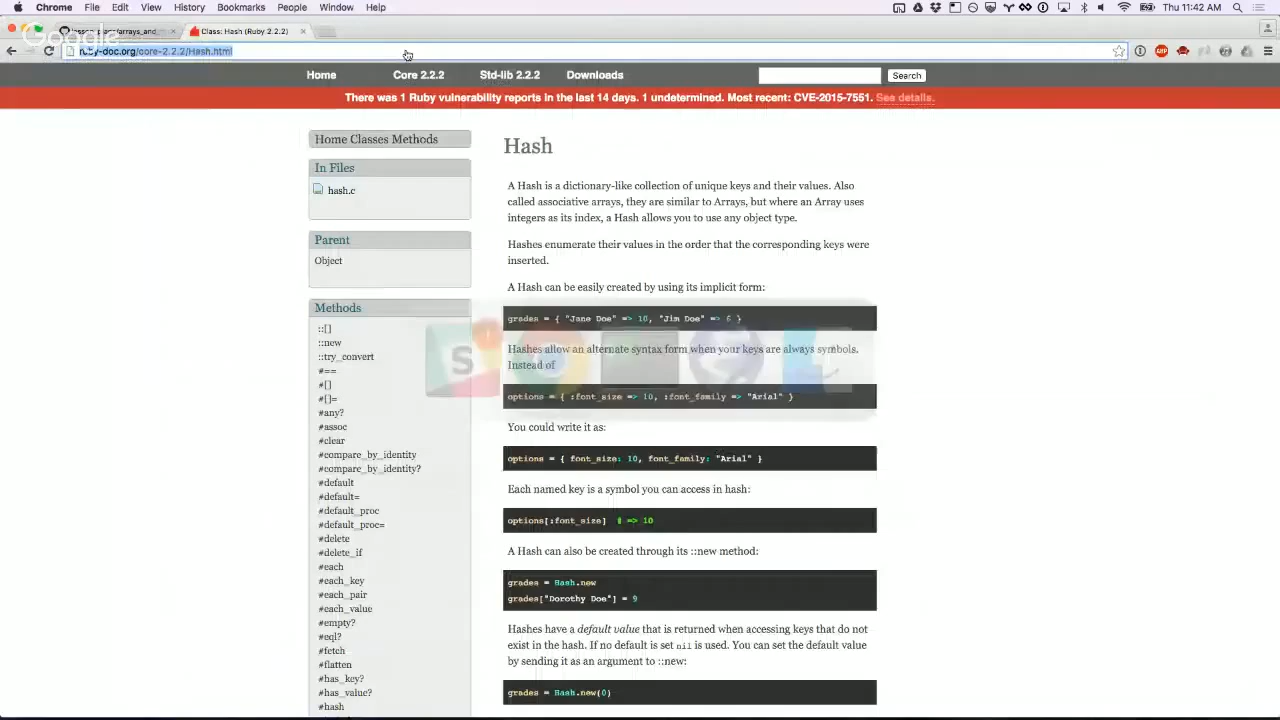 Chrome File Edit View History Bookmarks People Window Help
Thu 11:42 AM
Google
Class: Hash (Ruby 2.2.2)
ruby-doc.org/core-2.2.2/Hash.html
Home Core 2.2.2 Std-lib 2.2.2 Downloads Search
There was 1 Ruby vulnerability reports in the last 14 days. 1 undetermined. Most recent: CVE-2015-7551. See details.
Home Classes Methods
In Files
hash.c
Parent
Object
Methods
::[]
::new
::try_convert
#==
#[]
#[]=
#any?
#assoc
#clear
#compare_by_identity
#compare_by_identity?
#default
#default=
#default_proc
#default_proc=
#delete
#delete_if
#each
#each_key
#each_pair
#each_value
#empty?
#eql?
#fetch
#flatten
#has_key?
#has_value?
#hash
Hash
A Hash is a dictionary-like collection of unique keys and their values. Also
called associative arrays, they are similar to Arrays, but where an Array uses
integers as its index, a Hash allows you to use any object type.
Hashes enumerate their values in the order that the corresponding keys were
inserted.
A Hash can be easily created by using its implicit form:
grades = { "Jane Doe" => 10, "Jim Doe" => 6 }
Hashes allow an alternate syntax form when your keys are always symbols.
Instead of
options = { :font_size => 10, :font_family => "Arial" }
You could write it as:
options = { font_size: 10, font_family: "Arial" }
Each named key is a symbol you can access in hash:
options[:font_size] # => 10
A Hash can also be created through its ::new method:
grades = Hash.new
grades["Dorothy Doe"] = 9
Hashes have a default value that is returned when accessing keys that do not
exist in the hash. If no default is set nil is used. You can set the default value
by sending it as an argument to ::new:
grades = Hash.new(0)